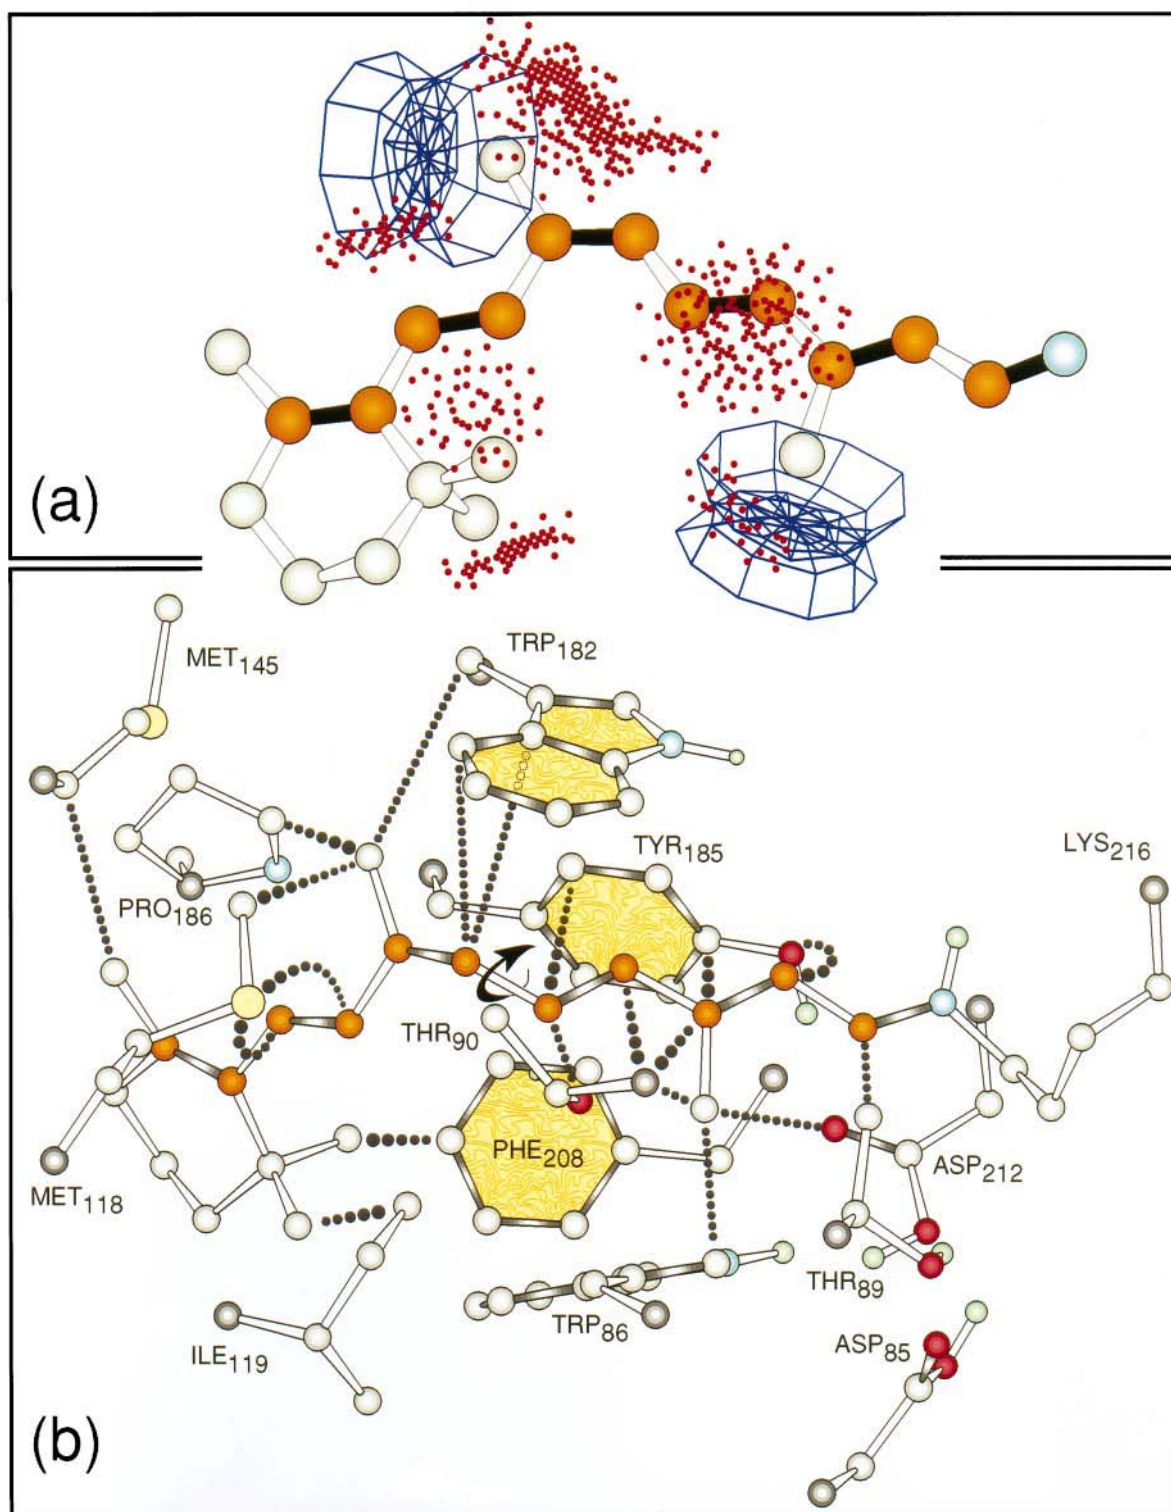 (a)
MET145
TRP182
TYR185
LYS216
PRO186
THR90
PHE208
MET118
ASP212
THR89
TRP86
ILE119
ASP85
(b)